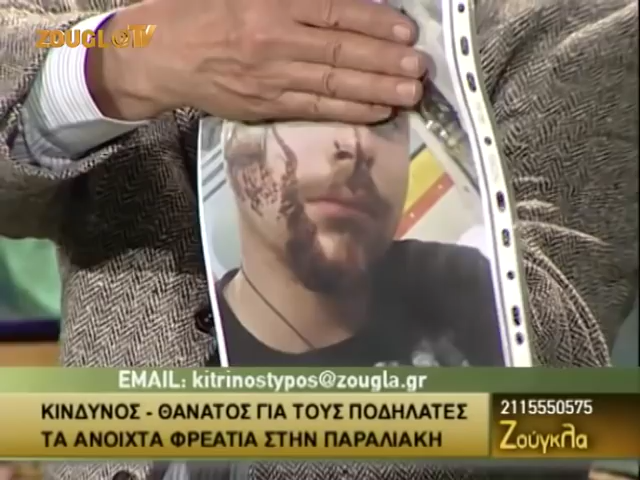 ZOUGLA TV
EMAIL: kitrinostypos@zougla.gr
ΚΙΝΔΥΝΟΣ - ΘΑΝΑΤΟΣ ΓΙΑ ΤΟΥΣ ΠΟΔΗΛΑΤΕΣ
ΤΑ ΑΝΟΙΧΤΑ ΦΡΕΑΤΙΑ ΣΤΗΝ ΠΑΡΑΛΙΑΚΗ
2115550575
Ζούγκλα